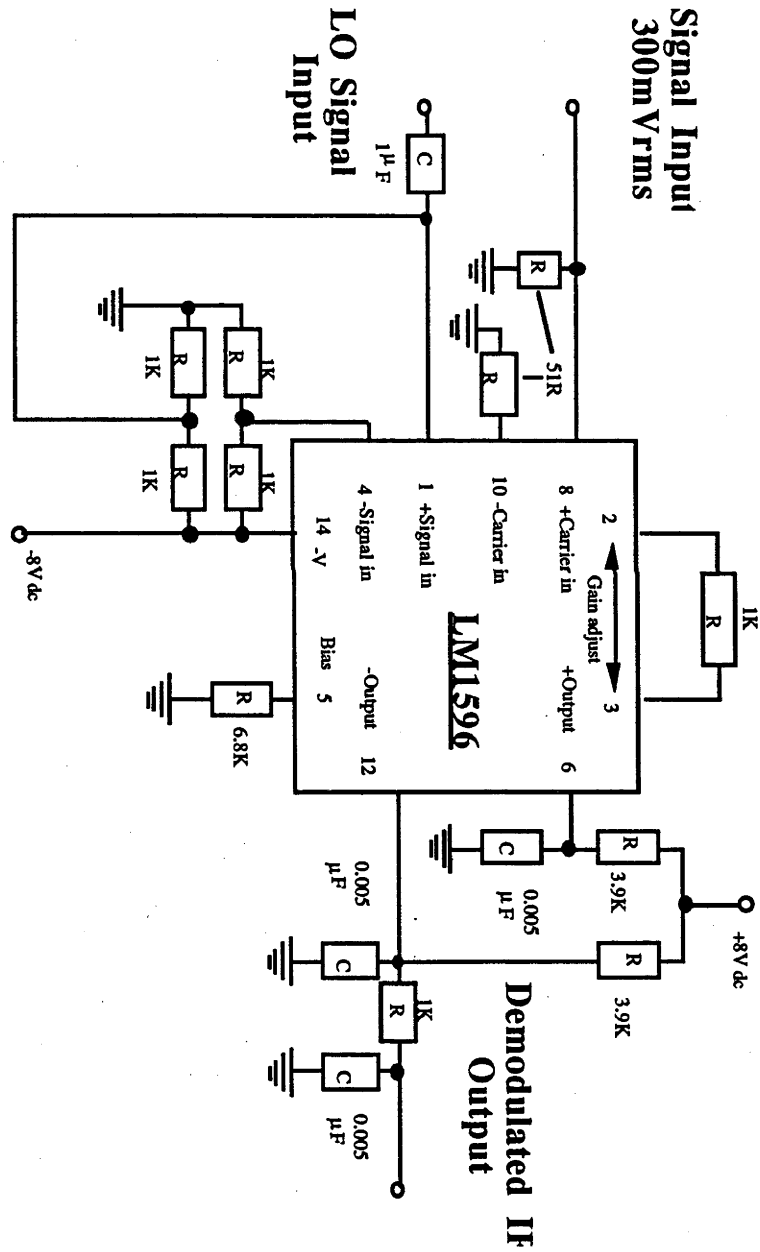 Signal Input
300mVrms
LO Signal
Input
C
1µF
R
51R
R
R
1K
R
1K
R
1K
R
1K
-8V dc
1K
R
2
Gain adjust
3
8 +Carrier in
10 -Carrier in
1 +Signal in
4 -Signal in
14 -V
LM1596
+Output 6
-Output 12
Bias 5
R
6.8K
+8V dc
R
3.9K
R
3.9K
C
0.005
µF
0.005
µF
C
1K
R
C
0.005
µF
Demodulated IF
Output